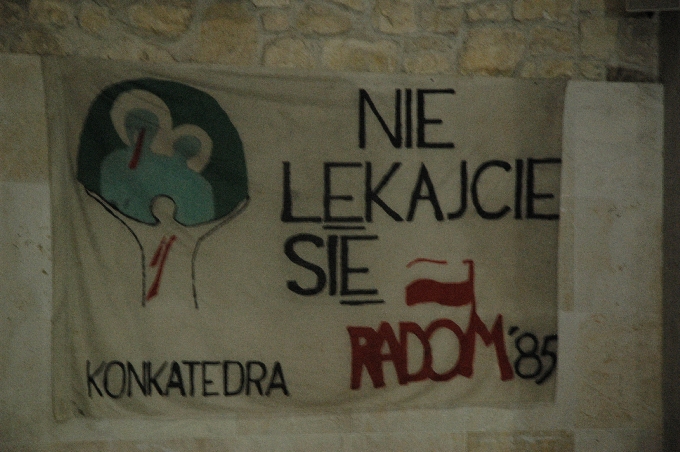 NIE
LĘKAJCIE
SIĘ
RADOM '85
KONKATEDRA